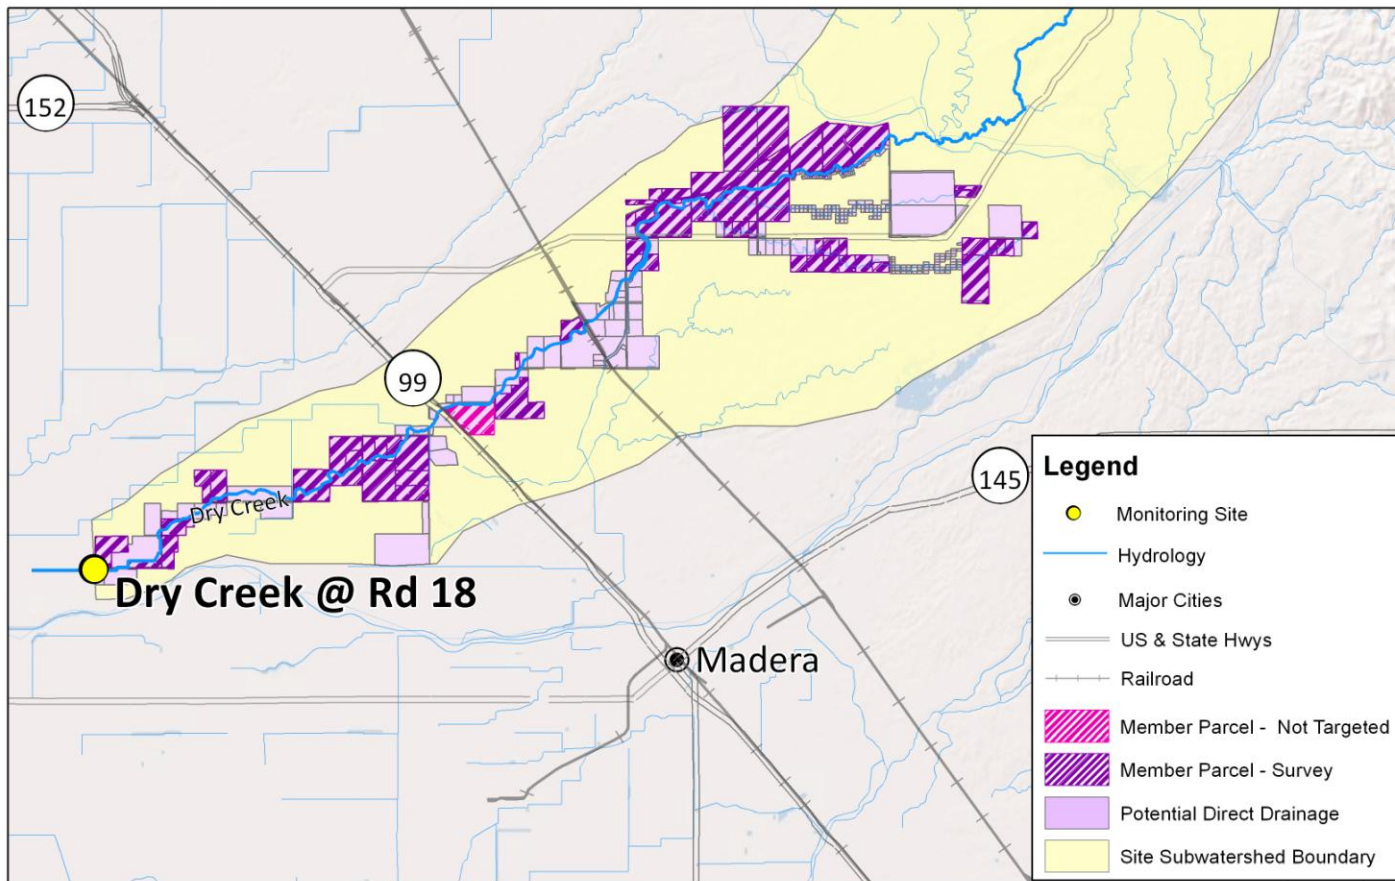 152
99
Dry Creek
Dry Creek @ Rd 18
Madera
145
Legend
Monitoring Site
Hydrology
Major Cities
US & State Hwys
Railroad
Member Parcel - Not Targeted
Member Parcel - Survey
Potential Direct Drainage
Site Subwatershed Boundary